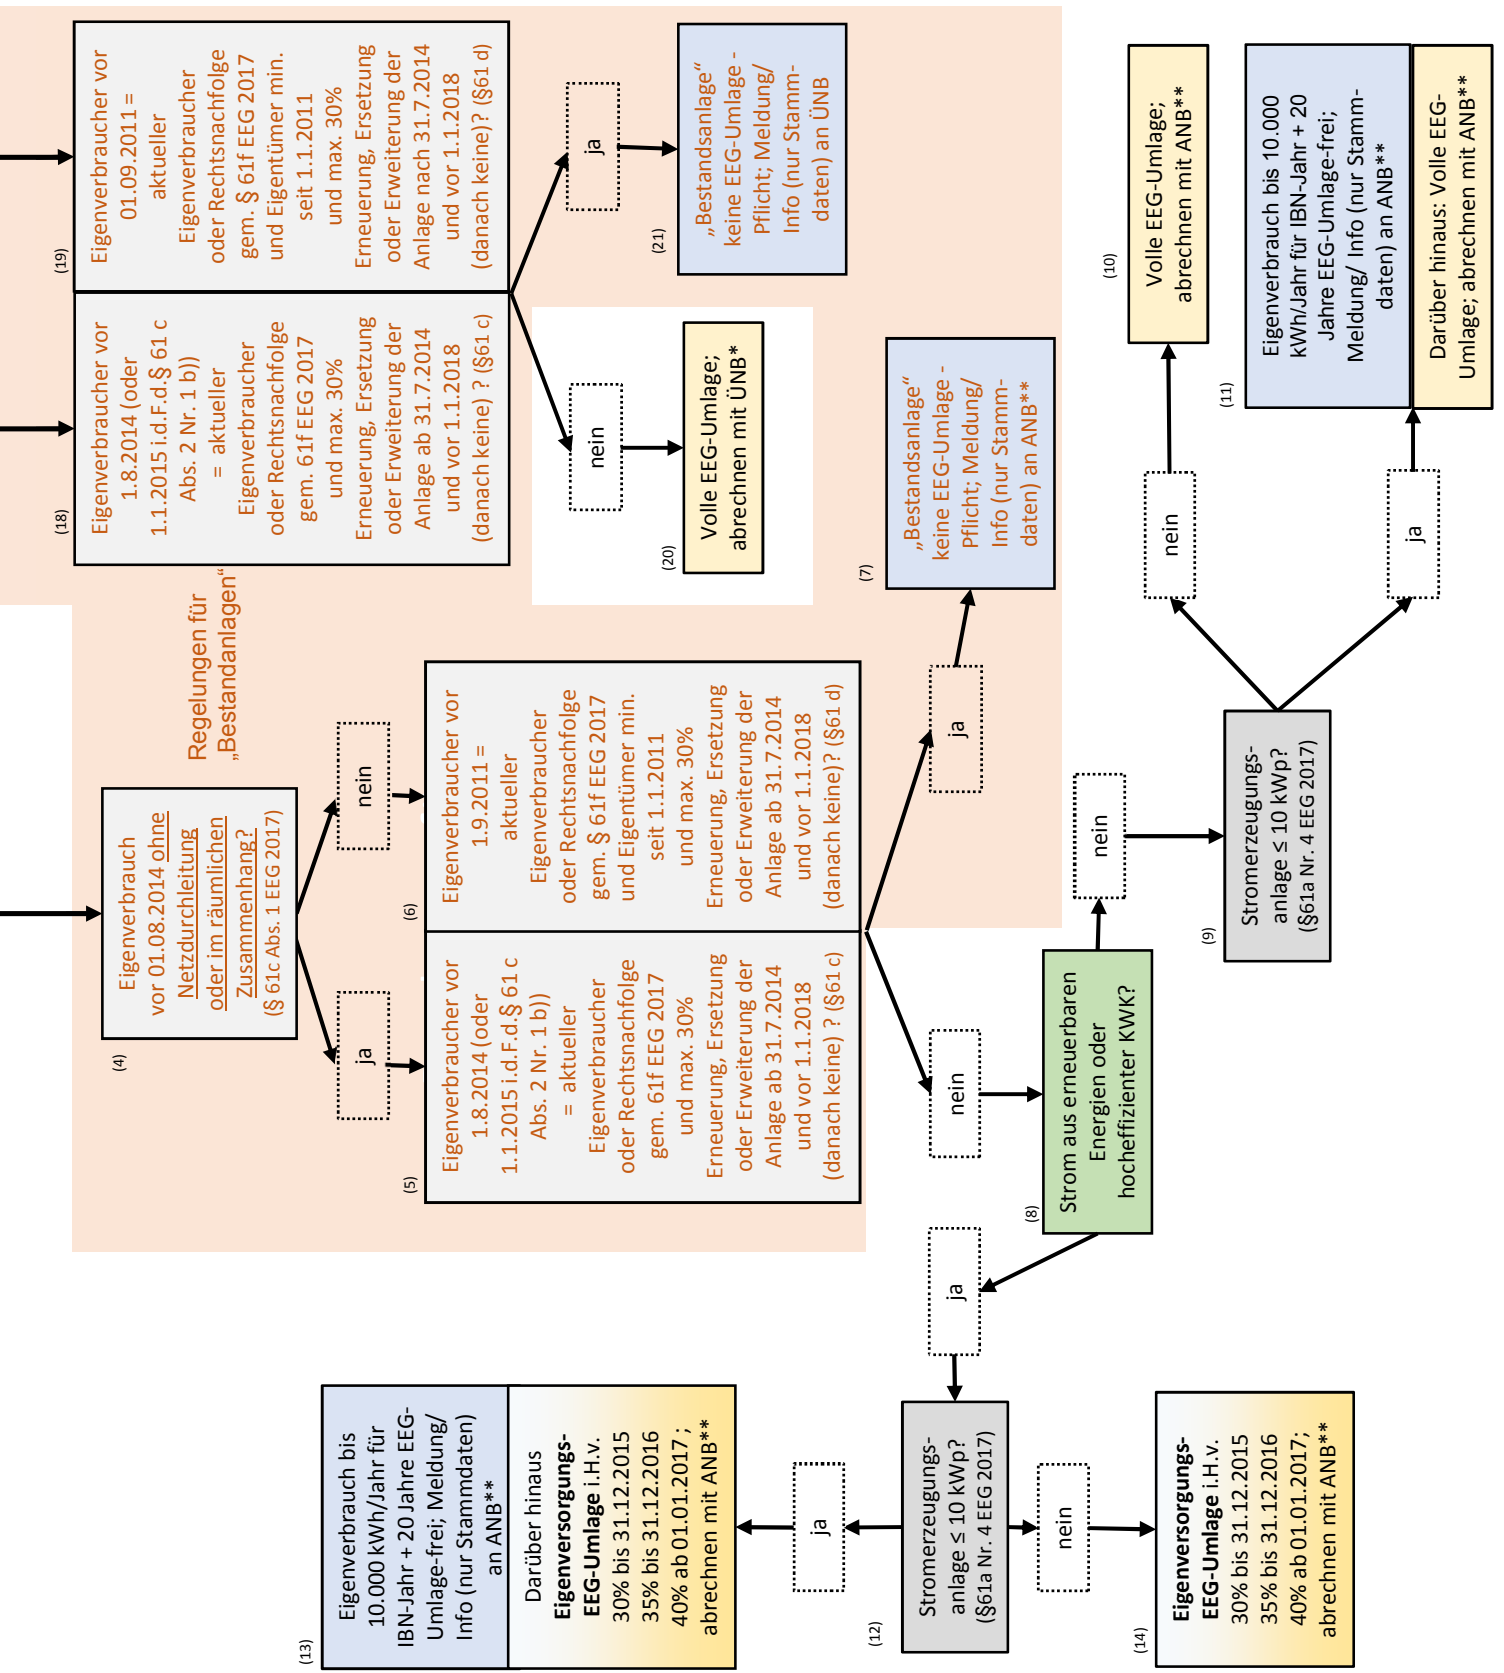 (4)
Eigenverbrauch
vor 01.08.2014 ohne
Netzdurchleitung
oder im räumlichen
Zusammenhang?
(§ 61c Abs. 1 EEG 2017)
ja
nein
Regelungen für
„Bestandanlagen“
(5)
Eigenverbraucher vor
1.8.2014 (oder
1.1.2015 i.d.F.d.§ 61 c
Abs. 2 Nr. 1 b))
= aktueller
Eigenverbraucher
oder Rechtsnachfolge
gem. 61f EEG 2017
und max. 30%
Erneuerung, Ersetzung
oder Erweiterung der
Anlage ab 31.7.2014
und vor 1.1.2018
(danach keine) ? (§61 c)
(6)
Eigenverbraucher vor
1.9.2011 =
aktueller
Eigenverbraucher
oder Rechtsnachfolge
gem. § 61f EEG 2017
und Eigentümer min.
seit 1.1.2011
und max. 30%
Erneuerung, Ersetzung
oder Erweiterung der
Anlage ab 31.7.2014
und vor 1.1.2018
(danach keine)? (§61 d)
(18)
Eigenverbraucher vor
1.8.2014 (oder
1.1.2015 i.d.F.d.§ 61 c
Abs. 2 Nr. 1 b))
= aktueller
Eigenverbraucher
oder Rechtsnachfolge
gem. 61f EEG 2017
und max. 30%
Erneuerung, Ersetzung
oder Erweiterung der
Anlage ab 31.7.2014
und vor 1.1.2018
(danach keine) ? (§61 c)
(19)
Eigenverbraucher vor
01.09.2011 =
aktueller
Eigenverbraucher
oder Rechtsnachfolge
gem. § 61f EEG 2017
und Eigentümer min.
seit 1.1.2011
und max. 30%
Erneuerung, Ersetzung
oder Erweiterung der
Anlage nach 31.7.2014
und vor 1.1.2018
(danach keine)? (§61 d)
nein
ja
(20)
Volle EEG-Umlage;
abrechnen mit ÜNB*
(21)
„Bestandsanlage“
keine EEG-Umlage -
Pflicht; Meldung/
Info (nur Stamm-
daten) an ÜNB
nein
ja
(7)
„Bestandsanlage“
keine EEG-Umlage -
Pflicht; Meldung/
Info (nur Stamm-
daten) an ANB**
(8)
Strom aus erneuerbaren
Energien oder
hocheffizienter KWK?
ja
nein
(9)
Stromerzeugungs-
anlage ≤ 10 kWp?
(§61a Nr. 4 EEG 2017)
nein
ja
(10)
Volle EEG-Umlage;
abrechnen mit ANB**
(11)
Eigenverbrauch bis 10.000
kWh/Jahr für IBN-Jahr + 20
Jahre EEG-Umlage-frei;
Meldung/ Info (nur Stamm-
daten) an ANB**
Darüber hinaus: Volle EEG-
Umlage; abrechnen mit ANB**
(12)
Stromerzeugungs-
anlage ≤ 10 kWp?
(§61a Nr. 4 EEG 2017)
ja
nein
(13)
Eigenverbrauch bis
10.000 kWh/Jahr für
IBN-Jahr + 20 Jahre EEG-
Umlage-frei; Meldung/
Info (nur Stammdaten)
an ANB**
Darüber hinaus
Eigenversorgungs-
EEG-Umlage i.H.v.
30% bis 31.12.2015
35% bis 31.12.2016
40% ab 01.01.2017 ;
abrechnen mit ANB**
(14)
Eigenversorgungs-
EEG-Umlage i.H.v.
30% bis 31.12.2015
35% bis 31.12.2016
40% ab 01.01.2017;
abrechnen mit ANB**